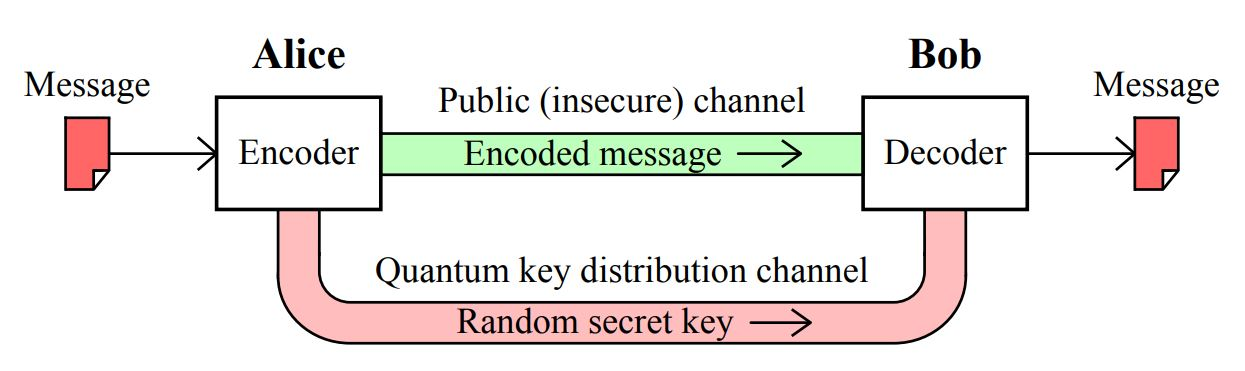 Alice
Bob
Message
Message
Public (insecure) channel
Encoder
Encoded message
Decoder
Quantum key distribution channel
Random secret key